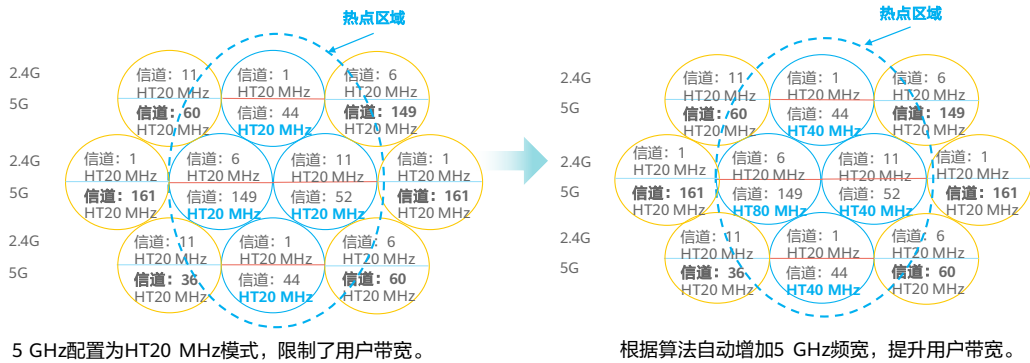 热点区域
2.4G
信道：11
HT20 MHz
信道：1
HT20 MHz
信道：6
HT20 MHz
5G
信道：60
HT20 MHz
信道：44
HT20 MHz
信道：149
HT20 MHz
2.4G
信道：1
HT20 MHz
信道：6
HT20 MHz
信道：11
HT20 MHz
信道：1
HT20 MHz
5G
信道：161
HT20 MHz
信道：149
HT20 MHz
信道：52
HT20 MHz
信道：161
HT20 MHz
2.4G
信道：11
HT20 MHz
信道：1
HT20 MHz
信道：6
HT20 MHz
5G
信道：36
HT20 MHz
信道：44
HT20 MHz
信道：60
HT20 MHz
5 GHz配置为HT20 MHz模式，限制了用户带宽。
热点区域
2.4G
信道：11
HT20 MHz
信道：1
HT20 MHz
信道：6
HT20 MHz
5G
信道：60
HT20 MHz
信道：44
HT40 MHz
信道：149
HT20 MHz
2.4G
信道：1
HT20 MHz
信道：6
HT20 MHz
信道：11
HT20 MHz
信道：1
HT20 MHz
5G
信道：161
HT20 MHz
信道：149
HT80 MHz
信道：52
HT40 MHz
信道：161
HT20 MHz
2.4G
信道：11
HT20 MHz
信道：1
HT20 MHz
信道：6
HT20 MHz
5G
信道：36
HT20 MHz
信道：44
HT40 MHz
信道：60
HT20 MHz
根据算法自动增加5 GHz频宽，提升用户带宽。